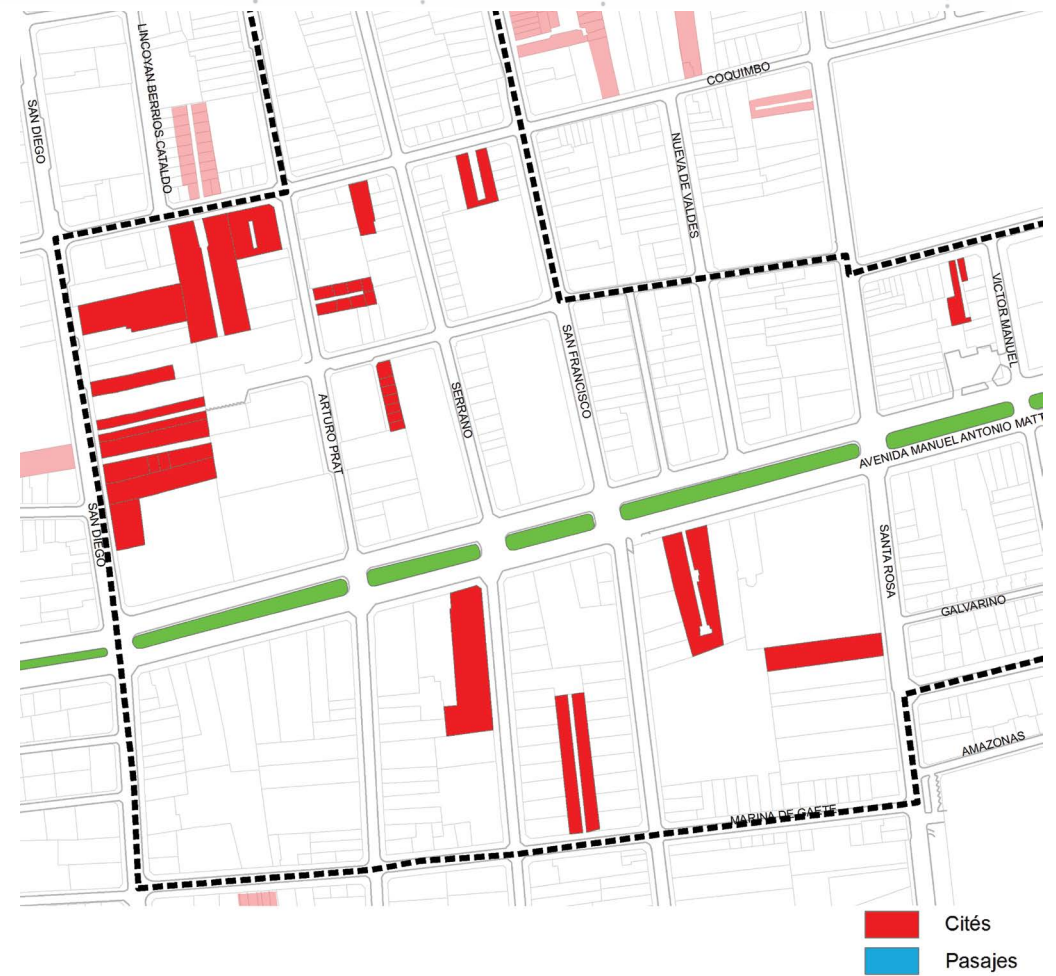 COQUIMBO
LINCOYAN BERRIOS CATALDO
SAN DIEGO
NUEVA DE VALDES
VICTOR MANUEL
SAN FRANCISCO
SERRANO
ARTURO PRAT
AVENIDA MANUEL ANTONIO MATT
SAN DIEGO
SANTA ROSA
GALVARINO
AMAZONAS
MARINA DE GAETE
Cités
Pasajes